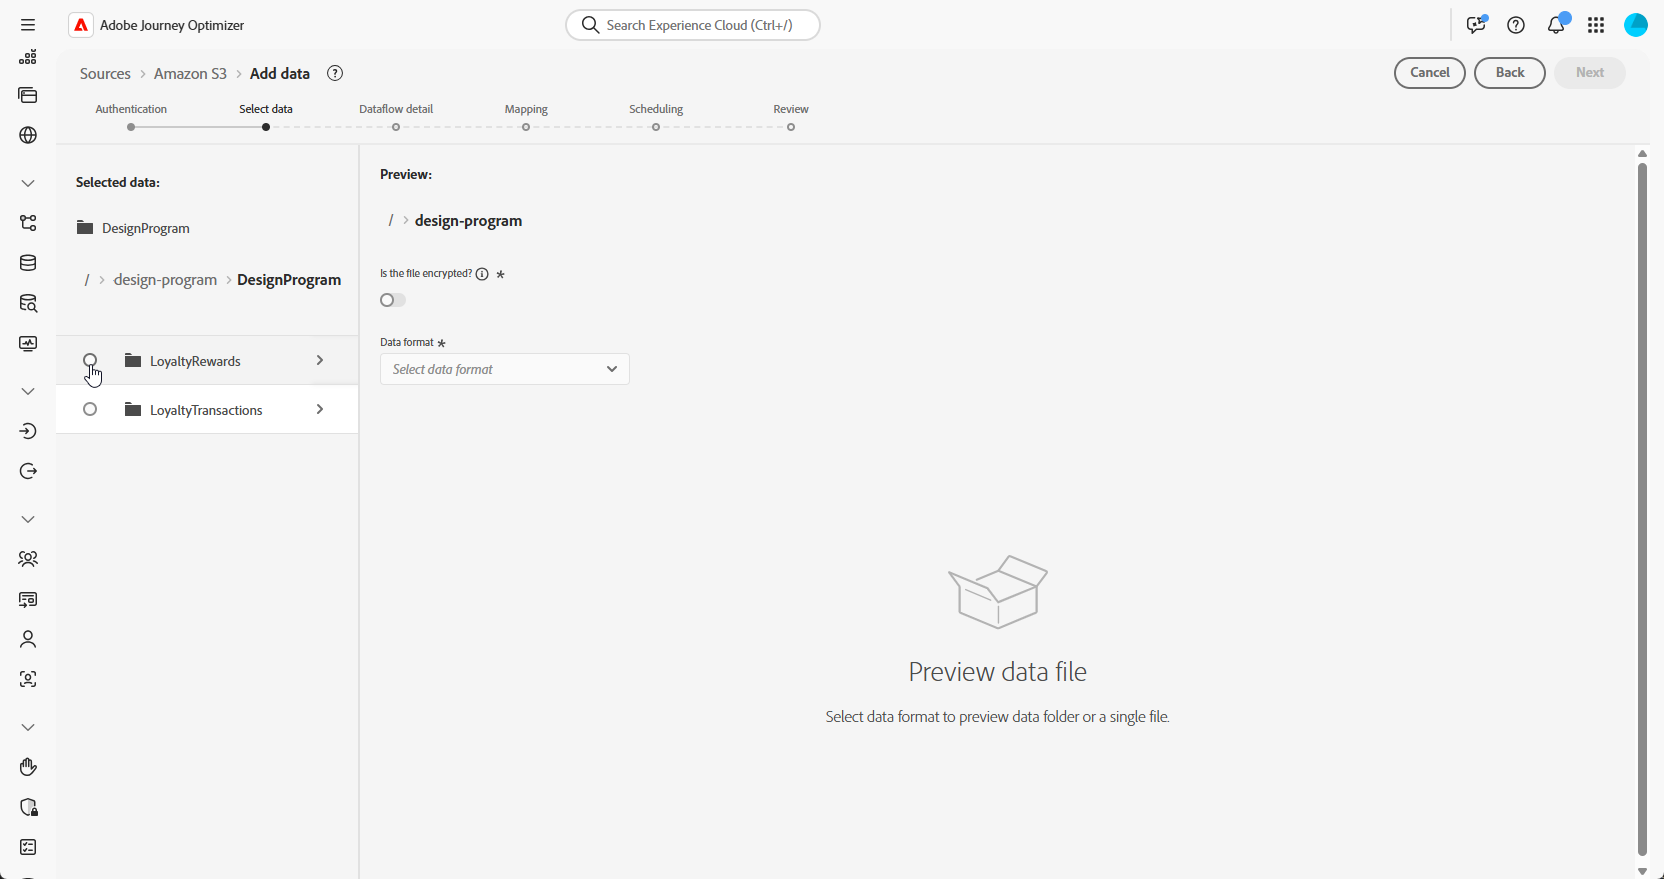 Adobe Journey Optimizer
Search Experience Cloud (Ctrl+/)
Sources > Amazon S3 > Add data
Cancel
Back
Next
Authentication
Select data
Dataflow detail
Mapping
Scheduling
Review
Selected data:
DesignProgram
/ > design-program > DesignProgram
LoyaltyRewards
LoyaltyTransactions
Preview:
/ > design-program
Is the file encrypted? *
Data format *
Select data format
Preview data file
Select data format to preview data folder or a single file.